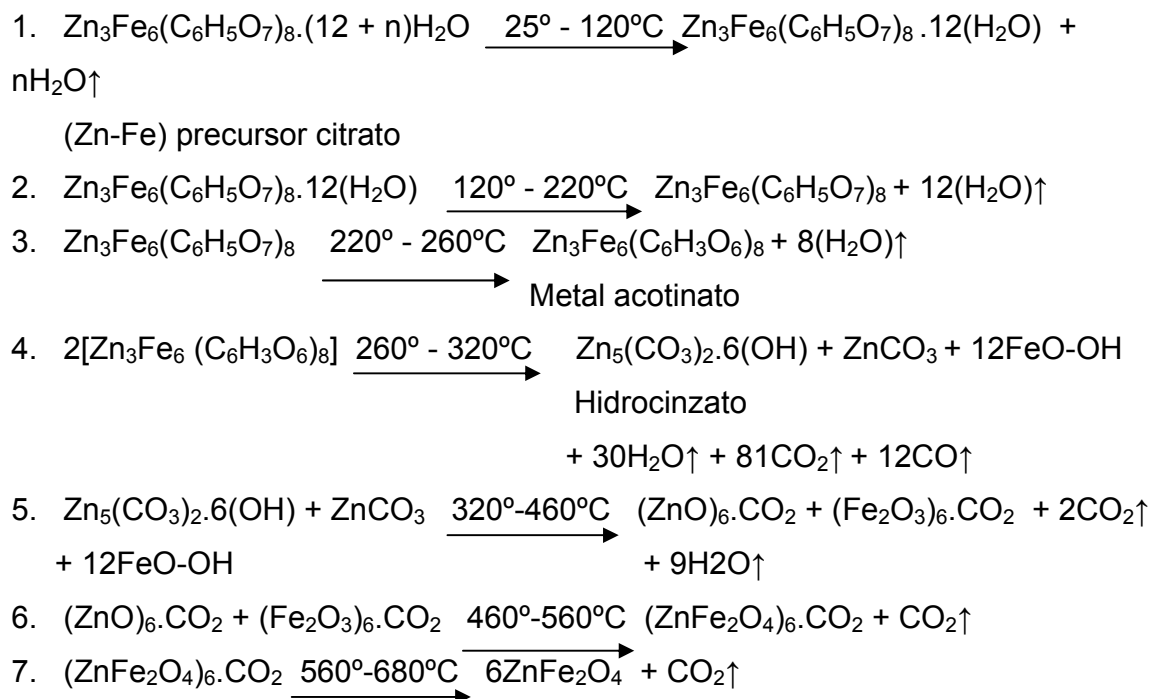 1. Zn₃Fe₆(C₆H₅O₇)₈.(12 + n)H₂O 25º - 120ºC Zn₃Fe₆(C₆H₅O₇)₈ .12(H₂O) +
nH₂O↑
(Zn-Fe) precursor citrato
2. Zn₃Fe₆(C₆H₅O₇)₈.12(H₂O) 120º - 220ºC Zn₃Fe₆(C₆H₅O₇)₈ + 12(H₂O)↑
3. Zn₃Fe₆(C₆H₅O₇)₈ 220º - 260ºC Zn₃Fe₆(C₆H₃O₆)₈ + 8(H₂O)↑
Metal acotinato
4. 2[Zn₃Fe₆ (C₆H₃O₆)₈] 260º - 320ºC Zn₅(CO₃)₂.6(OH) + ZnCO₃ + 12FeO-OH
Hidrocinzato
+ 30H₂O↑ + 81CO₂↑ + 12CO↑
5. Zn₅(CO₃)₂.6(OH) + ZnCO₃ 320º-460ºC (ZnO)₆.CO₂ + (Fe₂O₃)₆.CO₂ + 2CO₂↑
+ 12FeO-OH + 9H2O↑
6. (ZnO)₆.CO₂ + (Fe₂O₃)₆.CO₂ 460º-560ºC (ZnFe₂O₄)₆.CO₂ + CO₂↑
7. (ZnFe₂O₄)₆.CO₂ 560º-680ºC 6ZnFe₂O₄ + CO₂↑